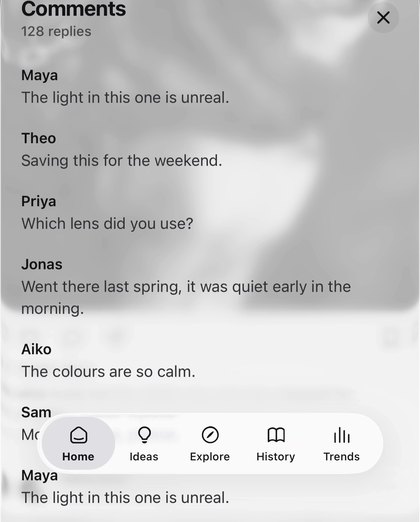 Comments
128 replies
Maya
The light in this one is unreal.
Theo
Saving this for the weekend.
Priya
Which lens did you use?
Jonas
Went there last spring, it was quiet early in the
morning.
Aiko
The colours are so calm.
Sam
Home Ideas Explore History Trends
Maya
The light in this one is unreal.